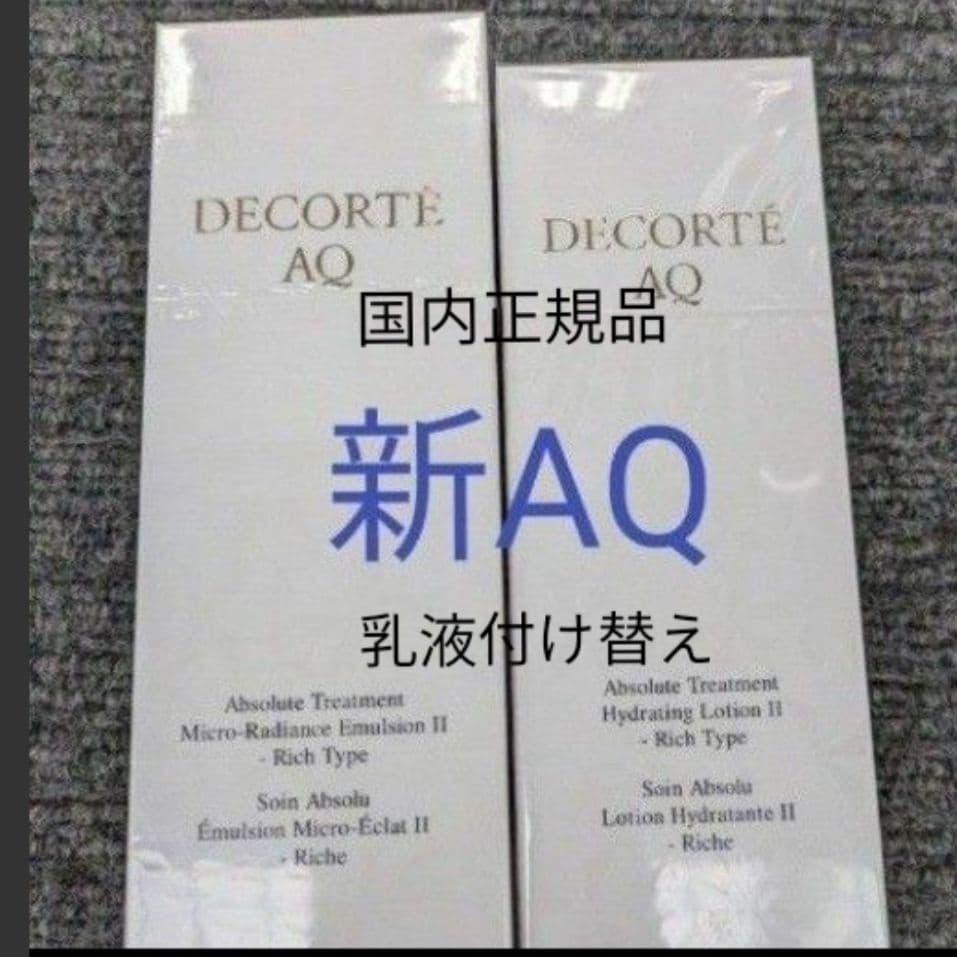 DECORTÉ
AQ
DECORTÉ
AQ
国内正規品
新AQ
乳液付け替え
Absolute Treatment
Micro-Radiance Emulsion II
- Rich Type
Soin Absolu
Émulsion Micro-Éclat II
- Riche
Absolute Treatment
Hydrating Lotion II
- Rich Type
Soin Absolu
Lotion Hydratante II
- Riche